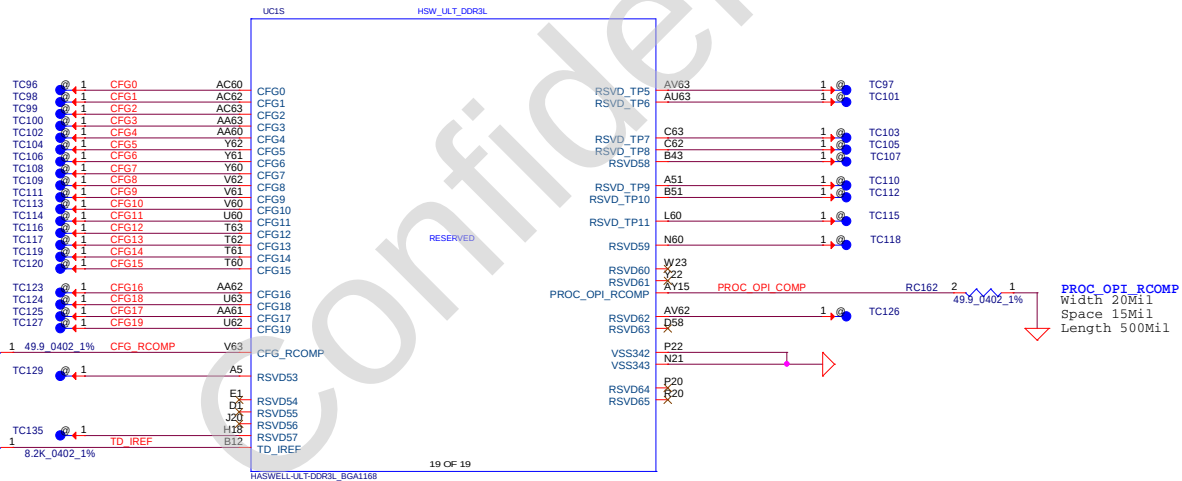 UC1S HSW_ULT_DDR3L
TC96 @ 1 CFG0 AC60 CFG0
TC98 @ 1 CFG1 AC62 CFG1
TC99 @ 1 CFG2 AC63 CFG2
TC100 @ 1 CFG3 AA63 CFG3
TC102 @ 1 CFG4 AA60 CFG4
TC104 @ 1 CFG5 Y62 CFG5
TC106 @ 1 CFG6 Y61 CFG6
TC108 @ 1 CFG7 Y60 CFG7
TC109 @ 1 CFG8 V62 CFG8
TC111 @ 1 CFG9 V61 CFG9
TC113 @ 1 CFG10 V60 CFG10
TC114 @ 1 CFG11 U60 CFG11
TC116 @ 1 CFG12 T63 CFG12
TC117 @ 1 CFG13 T62 CFG13
TC119 @ 1 CFG14 T61 CFG14
TC120 @ 1 CFG15 T60 CFG15
TC123 @ 1 CFG16 AA62 CFG16
TC124 @ 1 CFG18 U63 CFG18
TC125 @ 1 CFG17 AA61 CFG17
TC127 @ 1 CFG19 U62 CFG19
1 49.9_0402_1% CFG_RCOMP V63 CFG_RCOMP
TC129 @ 1 A5 RSVD53
E1 RSVD54
D1 RSVD55
J20 RSVD56
TC135 @ 1 H18 RSVD57
1 8.2K_0402_1% TD_IREF B12 TD_IREF
RESERVED
RSVD_TP5 AV63 1 @ TC97
RSVD_TP6 AU63 1 @ TC101
RSVD_TP7 C63 1 @ TC103
RSVD_TP8 C62 1 @ TC105
RSVD58 B43 1 @ TC107
RSVD_TP9 A51 1 @ TC110
RSVD_TP10 B51 1 @ TC112
RSVD_TP11 L60 1 @ TC115
RSVD59 N60 1 @ TC118
RSVD60 W23
RSVD61 Y22
PROC_OPI_RCOMP AY15 PROC_OPI_COMP RC162 2 1 49.9_0402_1%
RSVD62 AV62 1 @ TC126
RSVD63 D58
VSS342 P22
VSS343 N21
RSVD64 P20
RSVD65 R20
PROC_OPI_RCOMP
Width 20Mil
Space 15Mil
Length 500Mil
19 OF 19
HASWELL-ULT-DDR3L_BGA1168
Confide